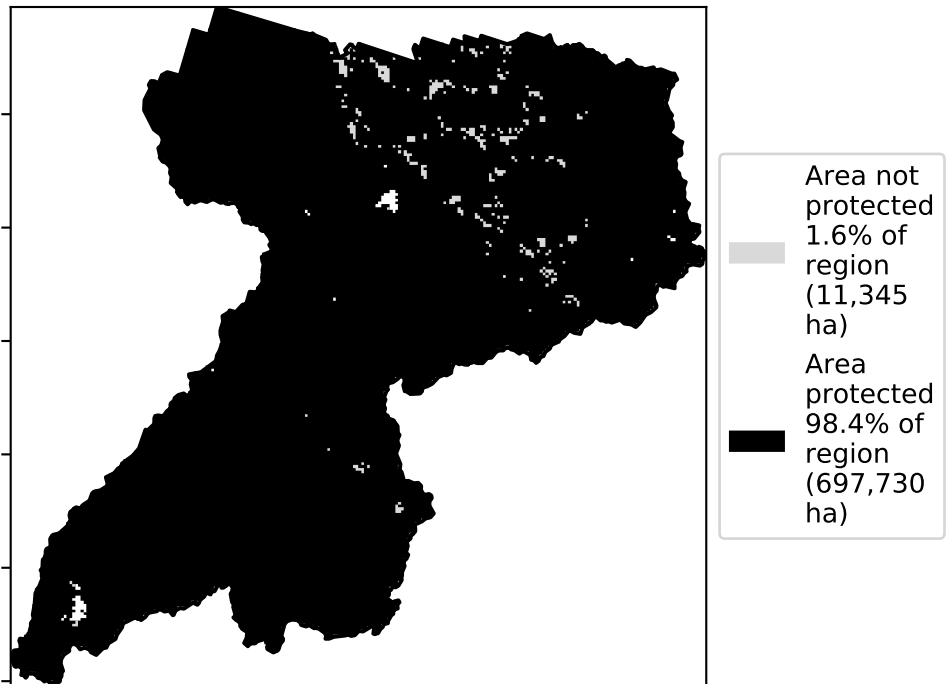 Area not
protected
1.6% of
region
(11,345
ha)
Area
protected
98.4% of
region
(697,730
ha)